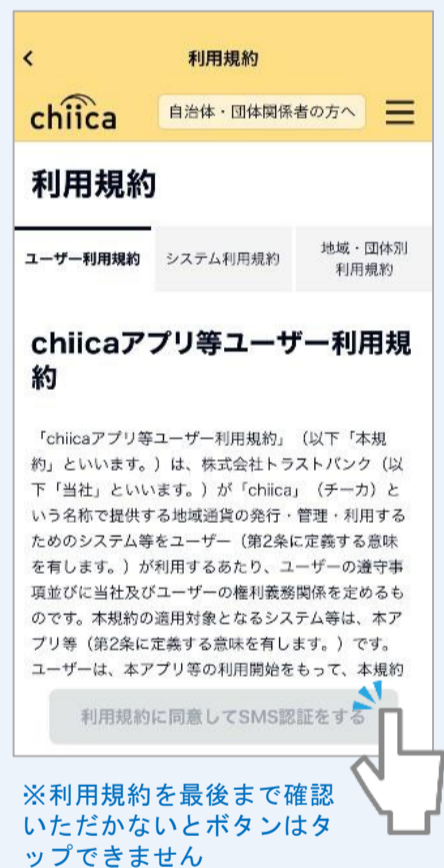 利用規約
chiica
自治体・団体関係者の方へ
利用規約
ユーザー利用規約
システム利用規約
地域・団体別
利用規約
chiicaアプリ等ユーザー利用規
約
「chiicaアプリ等ユーザー利用規約」（以下「本規
約」といいます。）は、株式会社トラストバンク（以
下「当社」といいます。）が「chiica」（チーカ）と
いう名称で提供する地域通貨の発行・管理・利用する
ためのシステム等をユーザー（第2条に定義する意味
を有します。）が利用するあたり、ユーザーの遵守事
項並びに当社及びユーザーの権利義務関係を定めるも
のです。本規約の適用対象となるシステム等は、本ア
プリ等（第2条に定義する意味を有します。）です。
ユーザーは、本アプリ等の利用開始をもって、本規約
利用規約に同意してSMS認証をする
※利用規約を最後まで確認
いただかないとボタンはタ
ップできません